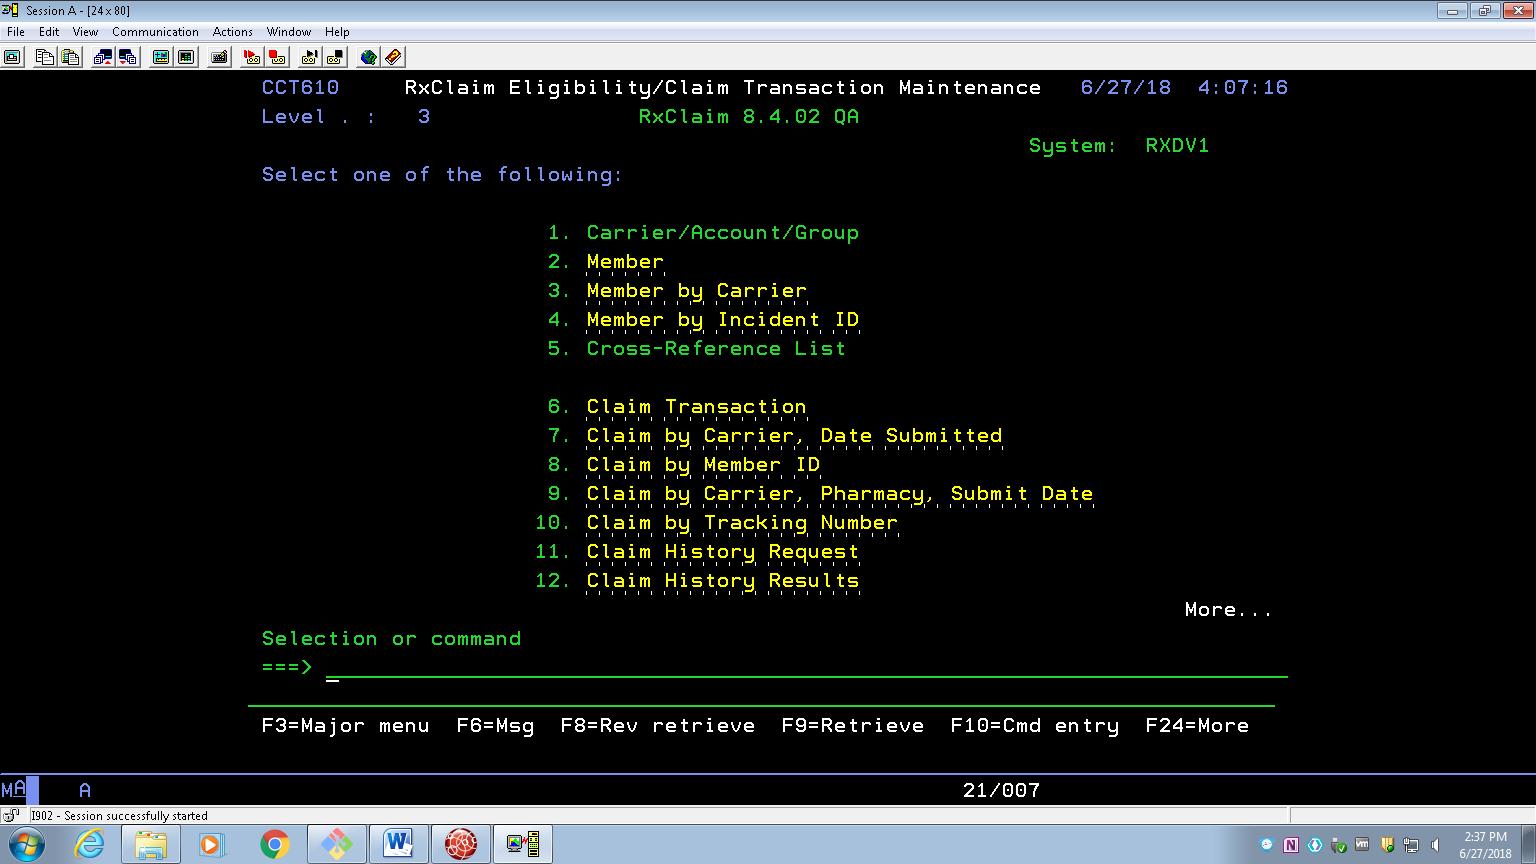 Session A - [24 x 80]
File Edit View Communication Actions Window Help
CCT610 RxClaim Eligibility/Claim Transaction Maintenance 6/27/18 4:07:16
Level . : 3 RxClaim 8.4.02 QA
System: RXDV1
Select one of the following:
1. Carrier/Account/Group
2. Member
3. Member by Carrier
4. Member by Incident ID
5. Cross-Reference List
6. Claim Transaction
7. Claim by Carrier, Date Submitted
8. Claim by Member ID
9. Claim by Carrier, Pharmacy, Submit Date
10. Claim by Tracking Number
11. Claim History Request
12. Claim History Results
More...
Selection or command
===>
F3=Major menu F6=Msg F8=Rev retrieve F9=Retrieve F10=Cmd entry F24=More
MA A 21/007
I902 - Session successfully started
2:37 PM
6/27/2018